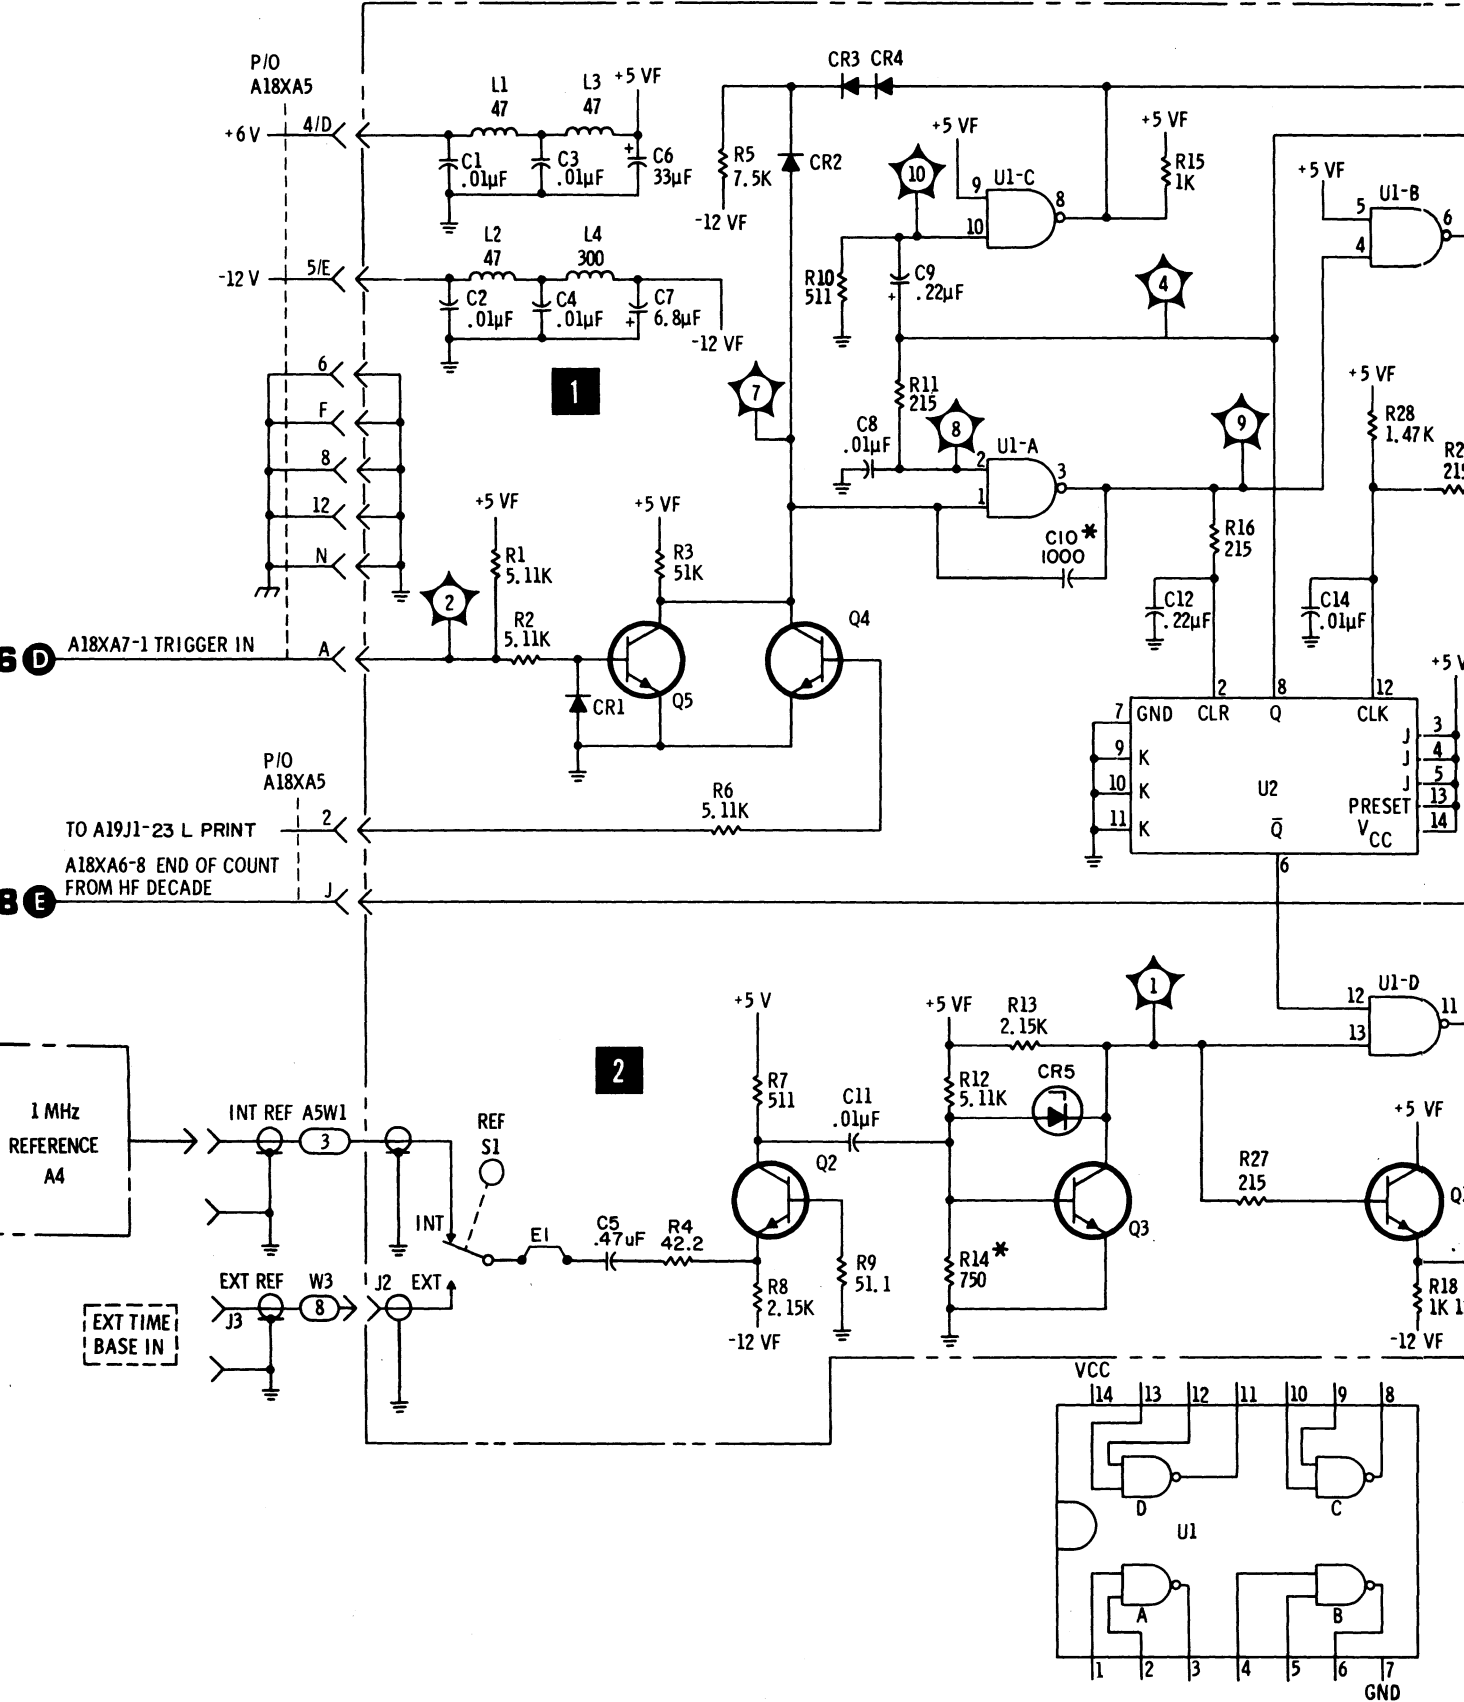 P/O
A18XA5
+6V
4/D
L1
47
L3
47
+5 VF
C1
.01µF
C3
.01µF
C6
33µF
+
-12 V
5/E
L2
47
L4
300
C2
.01µF
C4
.01µF
C7
6.8µF
+
-12 VF
CR3 CR4
R5
7.5K
-12 VF
CR2
+5 VF
10
9
U1-C
8
10
+5 VF
R15
1K
+5 VF
U1-B
5
4
6
R10
511
C9
.22µF
+
4
1
7
6
F
8
12
N
R11
215
C8
.01µF
8
2
U1-A
3
1
9
+5 VF
R28
1.47K
C10*
1000
R16
215
C12
.22µF
C14
.01µF
+5 VF
R1
5.11K
+5 VF
R3
51K
2
R2
5.11K
6 D
A18XA7-1 TRIGGER IN
A
CR1
Q5
Q4
2
8
12
7
GND
CLR
Q
CLK
9
K
10
K
11
K
U2
J
3
J
4
J
5
PRESET
13
VCC
14
Q̅
6
P/O
A18XA5
TO A19J1-23 L PRINT
2
R6
5.11K
A18XA6-8 END OF COUNT
FROM HF DECADE
8 E
J
1 MHz
REFERENCE
A4
INT REF A5W1
3
REF
S1
INT
E1
C5
.47uF
R4
42.2
2
+5 V
R7
511
C11
.01µF
Q2
R9
51.1
R8
2.15K
-12 VF
+5 VF
R13
2.15K
R12
5.11K
CR5
Q3
R14*
750
1
12
U1-D
11
13
+5 VF
R27
215
R18
-12 VF
EXT REF
W3
J2
EXT
J3
8
EXT TIME
BASE IN
VCC
14
13
12
11
10
9
8
D
C
U1
A
B
1
2
3
4
5
6
7
GND